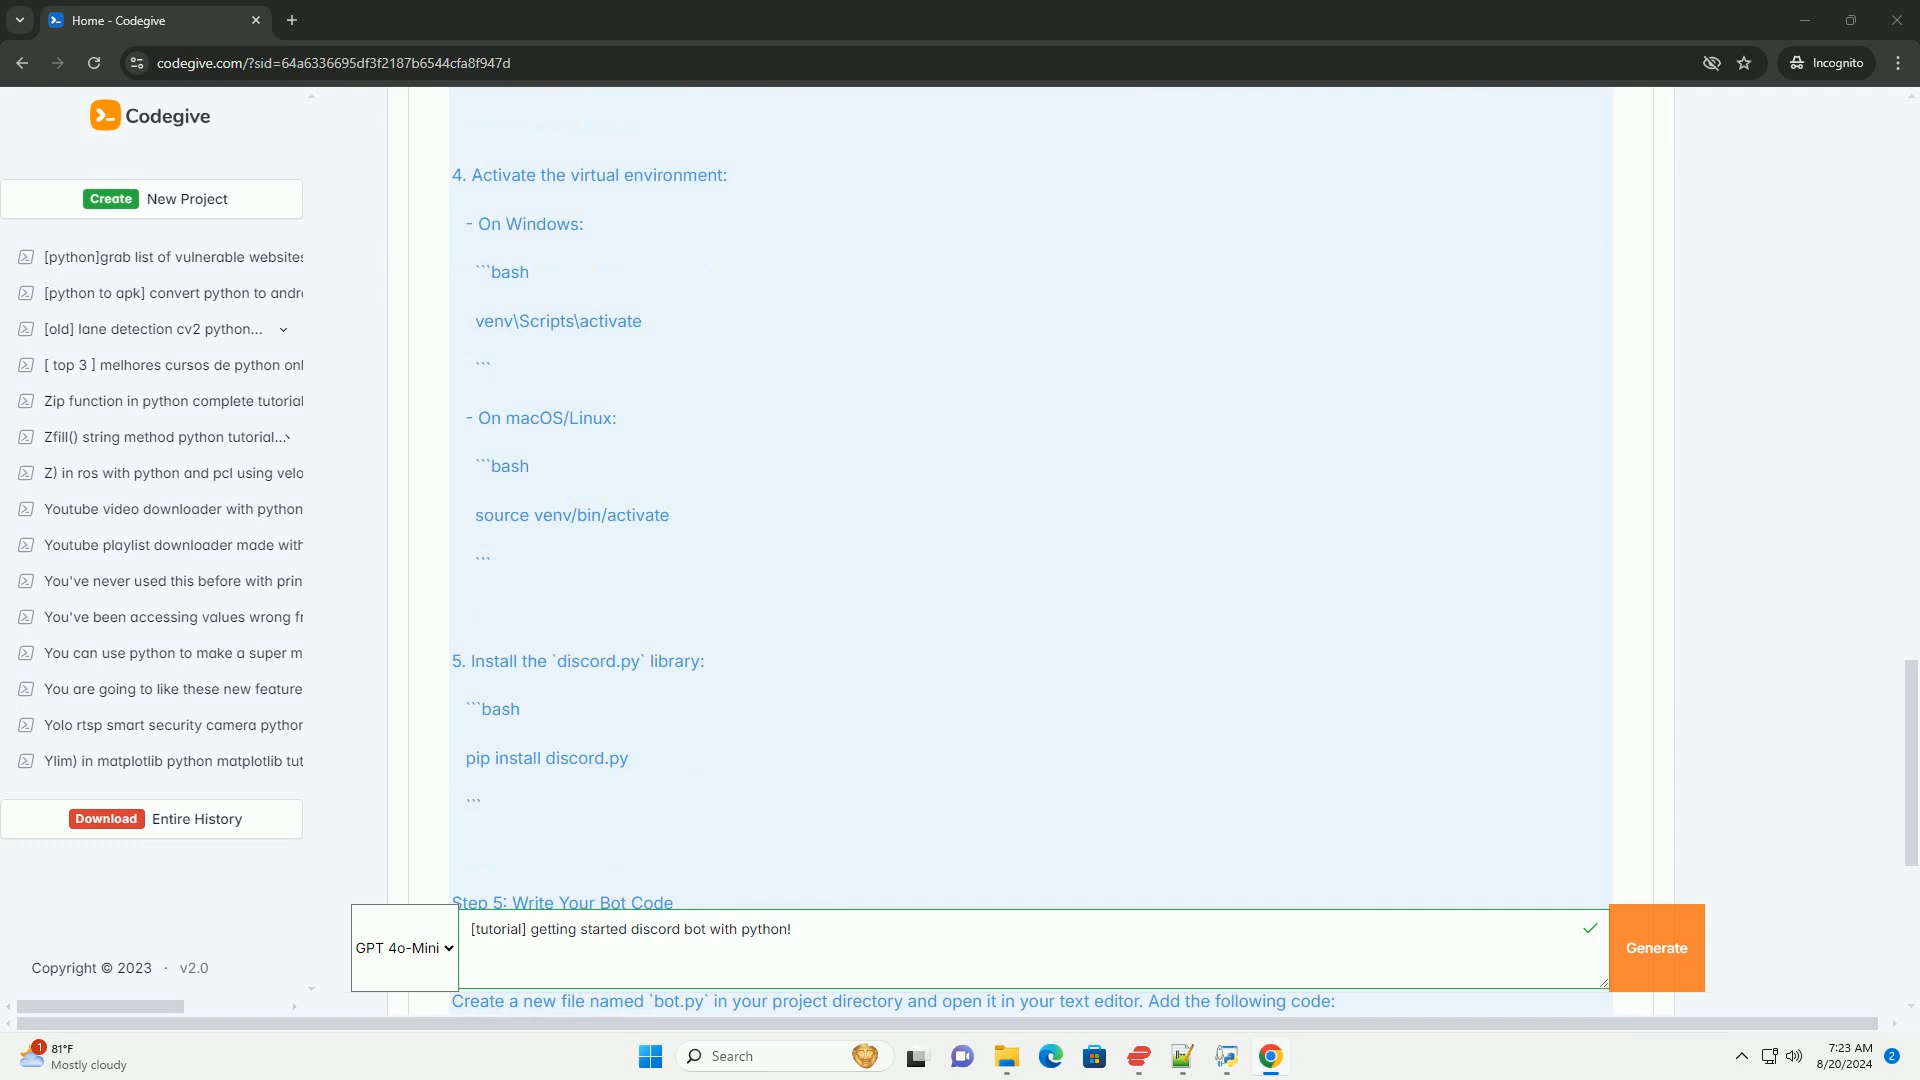 Home - Codegive
codegive.com/?sid=64a6336695df3f2187b6544cfa8f947d
Incognito
Codegive
Create New Project
[python]grab list of vulnerable websites
[python to apk] convert python to andr
[old] lane detection cv2 python...
[ top 3 ] melhores cursos de python onl
Zip function in python complete tutorial
Zfill() string method python tutorial...
Z) in ros with python and pcl using velo
Youtube video downloader with python
Youtube playlist downloader made with
You've never used this before with prin
You've been accessing values wrong fr
You can use python to make a super m
You are going to like these new feature
Yolo rtsp smart security camera python
Ylim) in matplotlib python matplotlib tut
Download Entire History
Copyright © 2023 · v2.0
4. Activate the virtual environment:
- On Windows:
```bash
venv\Scripts\activate
```
- On macOS/Linux:
```bash
source venv/bin/activate
```
5. Install the `discord.py` library:
```bash
pip install discord.py
```
Step 5: Write Your Bot Code
GPT 4o-Mini
[tutorial] getting started discord bot with python!
Generate
Create a new file named `bot.py` in your project directory and open it in your text editor. Add the following code:
1
81°F
Mostly cloudy
Search
7:23 AM
8/20/2024
2